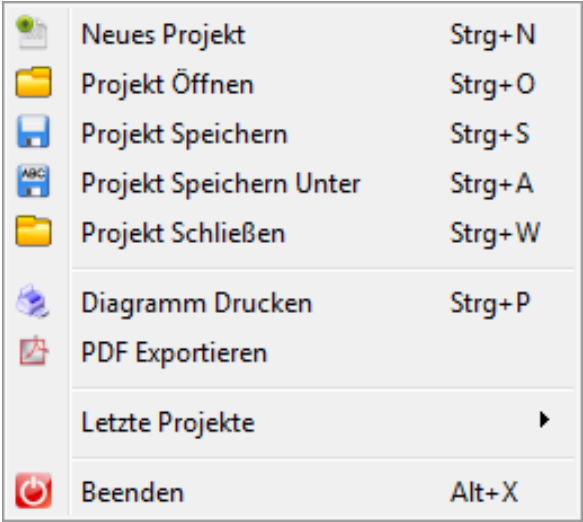 Neues Projekt Strg+N
Projekt Öffnen Strg+O
Projekt Speichern Strg+S
ABC Projekt Speichern Unter Strg+A
Projekt Schließen Strg+W
Diagramm Drucken Strg+P
PDF Exportieren
Letzte Projekte
Beenden Alt+X